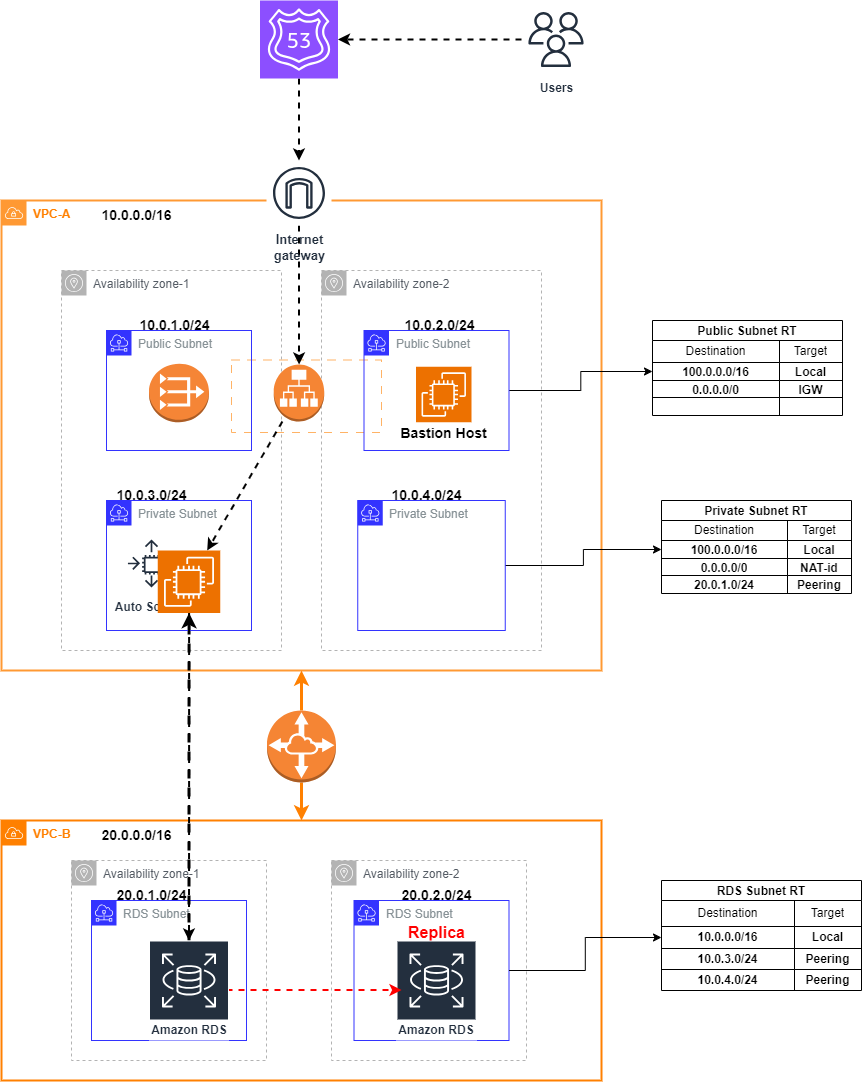 53
Users
VPC-A
10.0.0.0/16
Internet
gateway
Availability zone-1
Availability zone-2
10.0.1.0/24
Public Subnet
10.0.2.0/24
Public Subnet
Bastion Host
Public Subnet RT
Destination Target
100.0.0.0/16 Local
0.0.0.0/0 IGW
10.0.3.0/24
Private Subnet
Auto
10.0.4.0/24
Private Subnet
Private Subnet RT
Destination Target
100.0.0.0/16 Local
0.0.0.0/0 NAT-id
20.0.1.0/24 Peering
VPC-B
20.0.0.0/16
Availability zone-1
Availability zone-2
20.0.1.0/24
RDS Subnet
Amazon RDS
20.0.2.0/24
RDS Subnet
Replica
Amazon RDS
RDS Subnet RT
Destination Target
10.0.0.0/16 Local
10.0.3.0/24 Peering
10.0.4.0/24 Peering